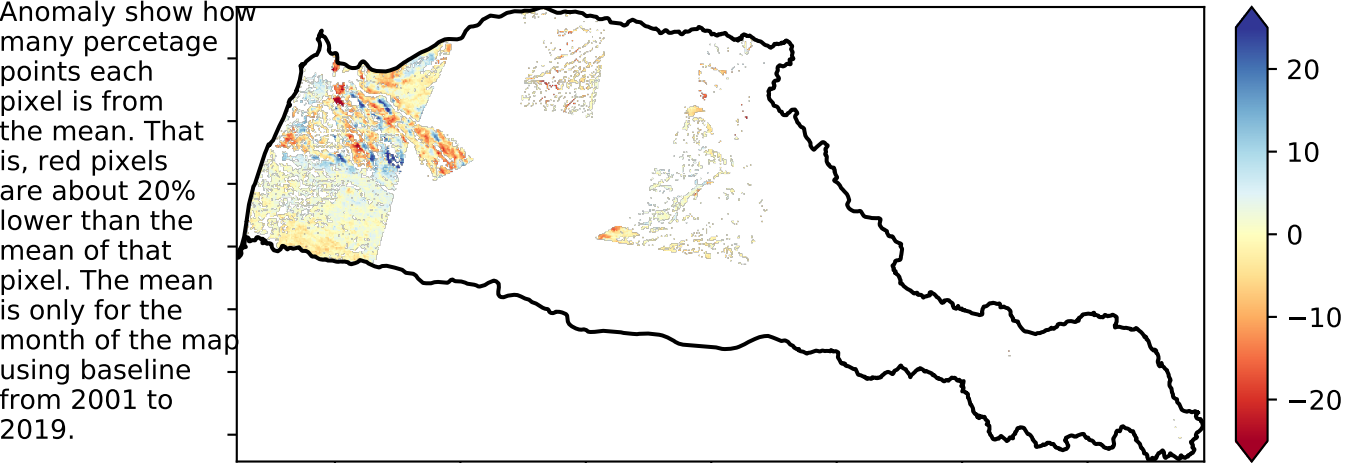 Anomaly show how
many percetage
points each
pixel is from
the mean. That
is, red pixels
are about 20%
lower than the
mean of that
pixel. The mean
is only for the
month of the map
using baseline
from 2001 to
2019.
20
10
0
−10
−20